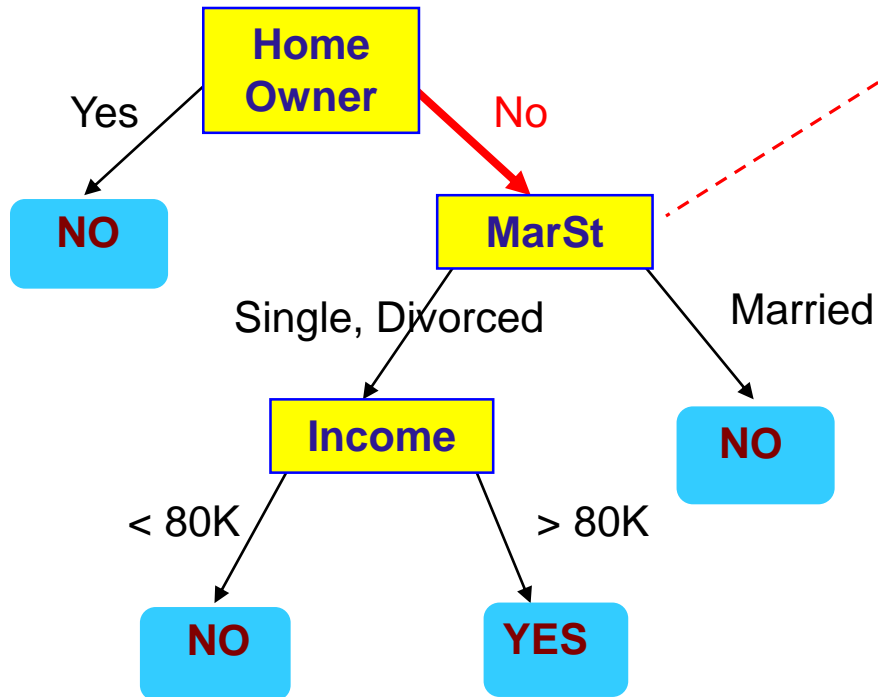 Home
Owner
Yes
No
NO
MarSt
Single, Divorced
Married
Income
NO
< 80K
> 80K
NO
YES